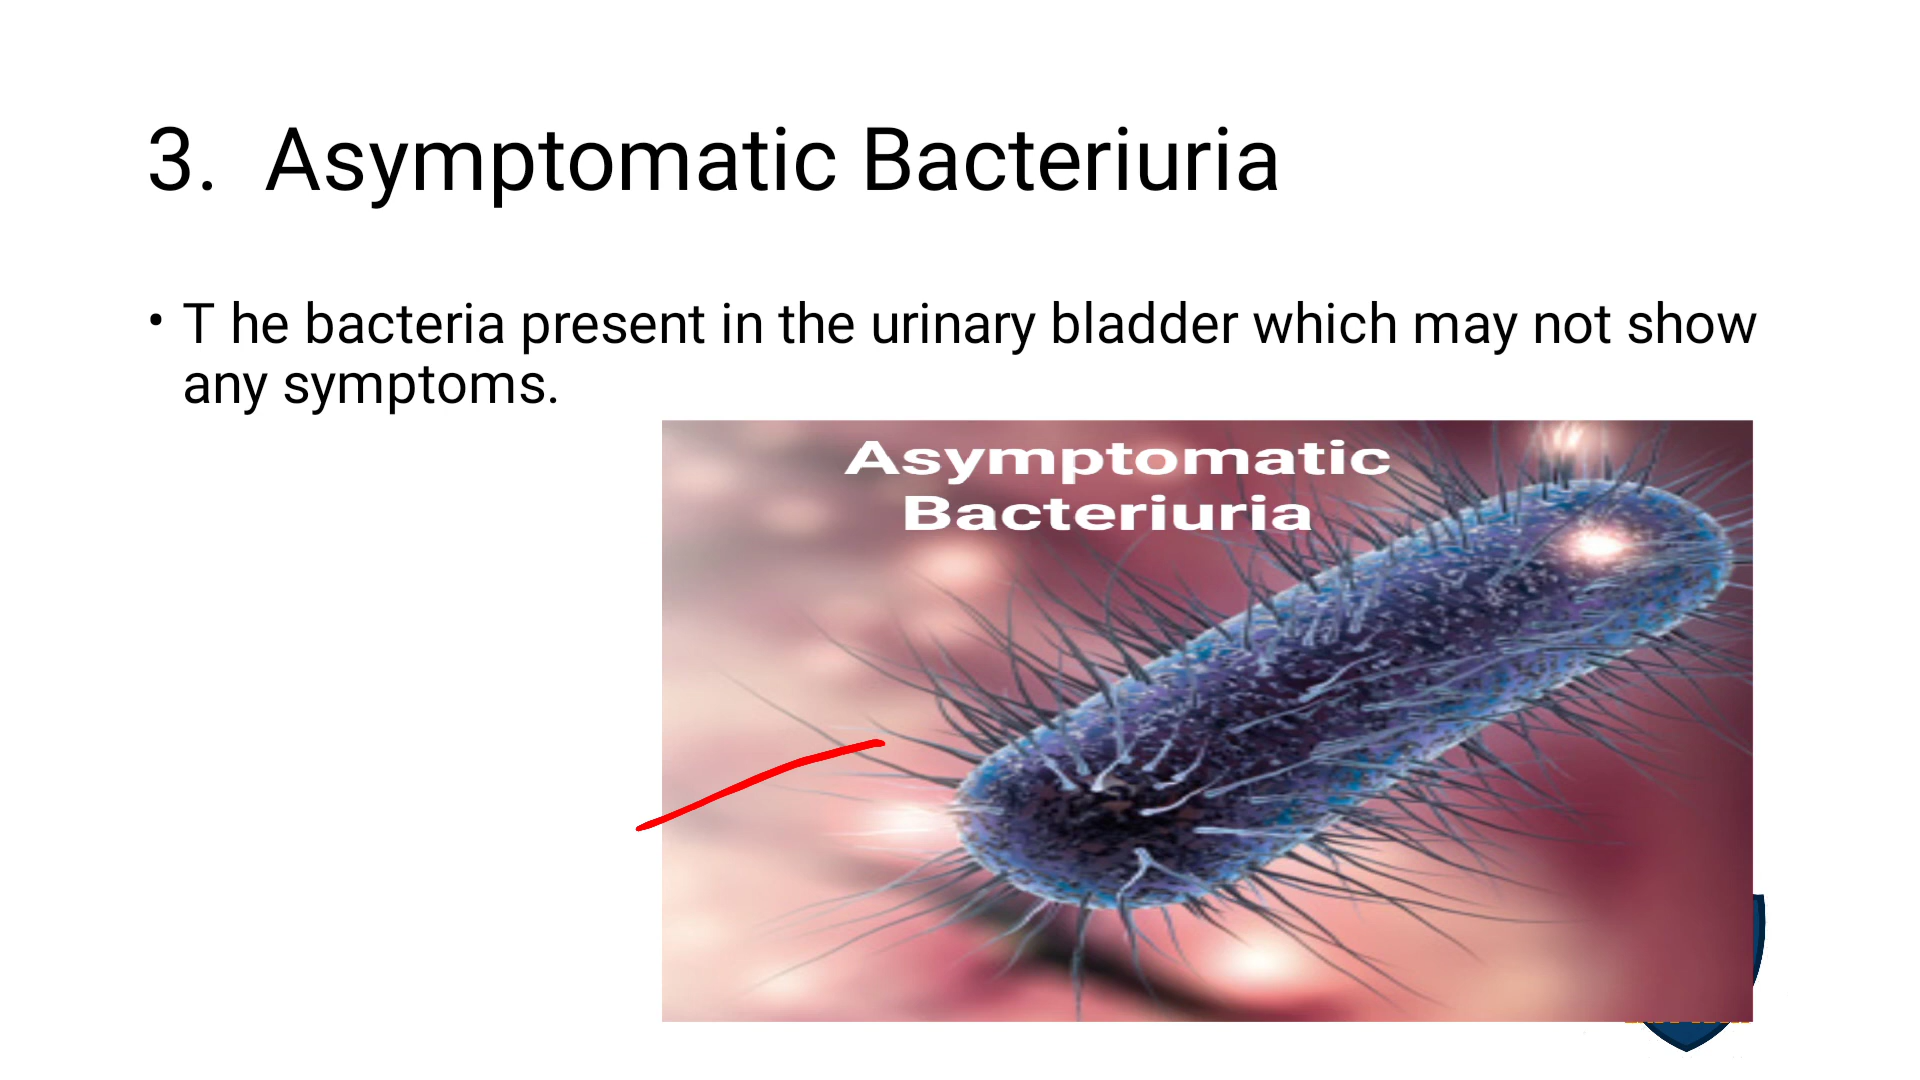 3. Asymptomatic Bacteriuria
• T he bacteria present in the urinary bladder which may not show
any symptoms.
Asymptomatic
Bacteriuria